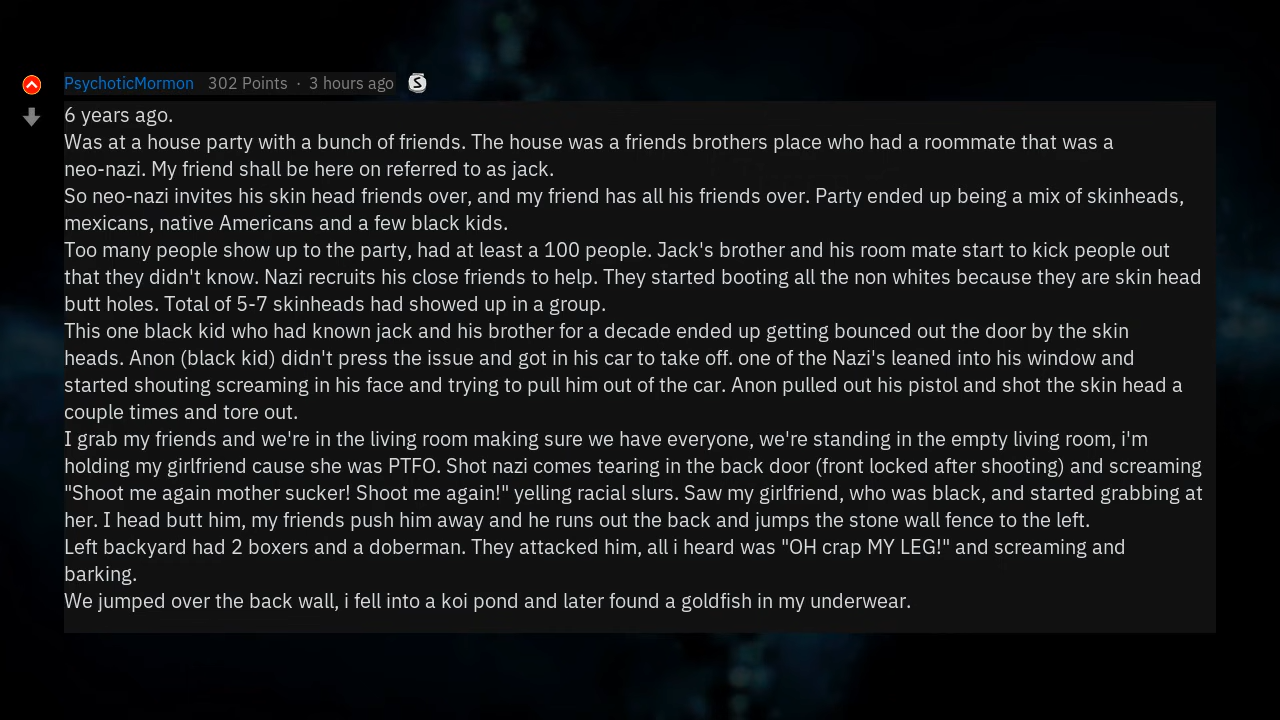 PsychoticMormon 302 Points · 3 hours ago
6 years ago.
Was at a house party with a bunch of friends. The house was a friends brothers place who had a roommate that was a
neo-nazi. My friend shall be here on referred to as jack.
So neo-nazi invites his skin head friends over, and my friend has all his friends over. Party ended up being a mix of skinheads,
mexicans, native Americans and a few black kids.
Too many people show up to the party, had at least a 100 people. Jack's brother and his room mate start to kick people out
that they didn't know. Nazi recruits his close friends to help. They started booting all the non whites because they are skin head
butt holes. Total of 5-7 skinheads had showed up in a group.
This one black kid who had known jack and his brother for a decade ended up getting bounced out the door by the skin
heads. Anon (black kid) didn't press the issue and got in his car to take off. one of the Nazi's leaned into his window and
started shouting screaming in his face and trying to pull him out of the car. Anon pulled out his pistol and shot the skin head a
couple times and tore out.
I grab my friends and we're in the living room making sure we have everyone, we're standing in the empty living room, i'm
holding my girlfriend cause she was PTFO. Shot nazi comes tearing in the back door (front locked after shooting) and screaming
"Shoot me again mother sucker! Shoot me again!" yelling racial slurs. Saw my girlfriend, who was black, and started grabbing at
her. I head butt him, my friends push him away and he runs out the back and jumps the stone wall fence to the left.
Left backyard had 2 boxers and a doberman. They attacked him, all i heard was "OH crap MY LEG!" and screaming and
barking.
We jumped over the back wall, i fell into a koi pond and later found a goldfish in my underwear.